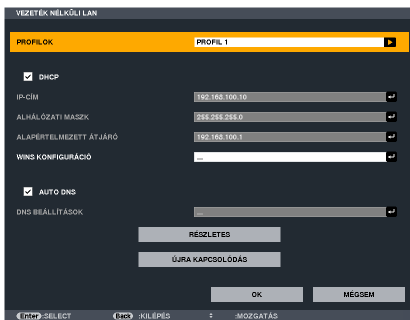 VEZETÉK NÉLKÜLI LAN
PROFILOK PROFIL 1
DHCP
IP-CÍM 192.168.100.10
ALHÁLÓZATI MASZK 255.255.255.0
ALAPÉRTELMEZETT ÁTJÁRÓ 192.168.100.1
WINS KONFIGURÁCIÓ ...
AUTO DNS
DNS BEÁLLÍTÁSOK ...
RÉSZLETES
ÚJRA KAPCSOLÓDÁS
OK MÉGSEM
Enter :SELECT Back :KILÉPÉS :MOZGATÁS